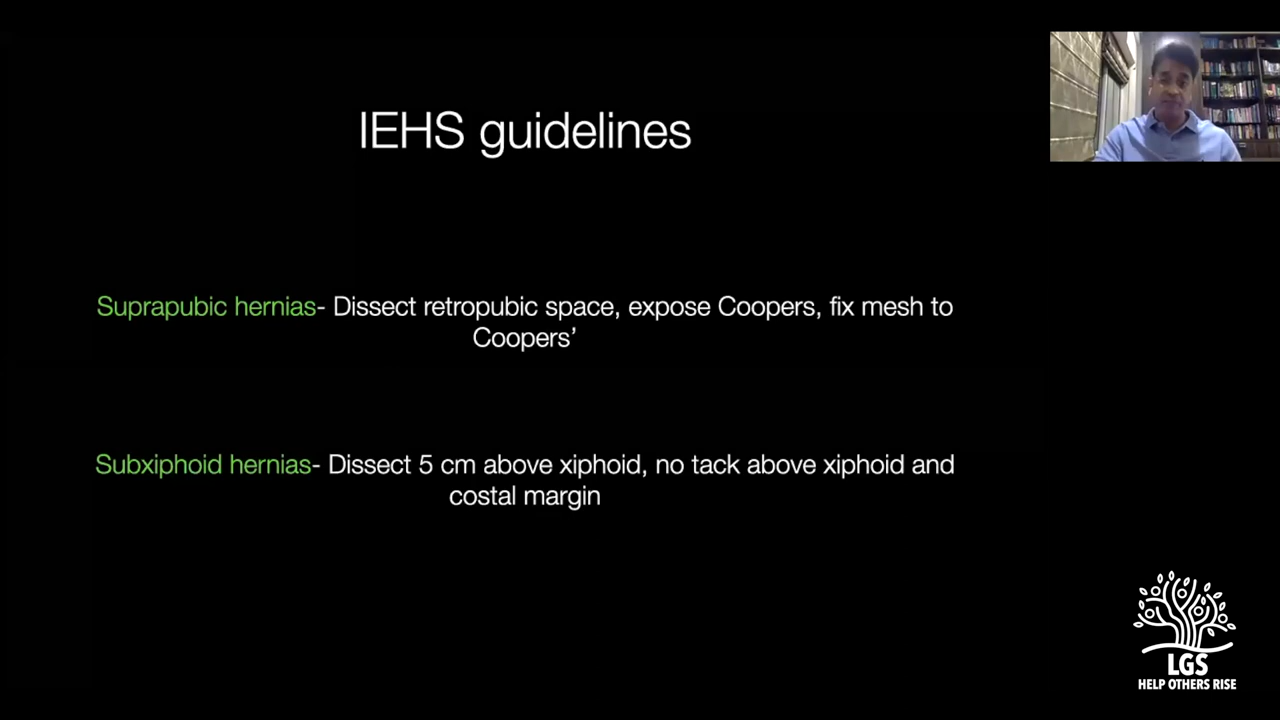 IEHS guidelines
Suprapubic hernias- Dissect retropubic space, expose Coopers, fix mesh to
Coopers’
Subxiphoid hernias- Dissect 5 cm above xiphoid, no tack above xiphoid and
costal margin
LGS
HELP OTHERS RISE